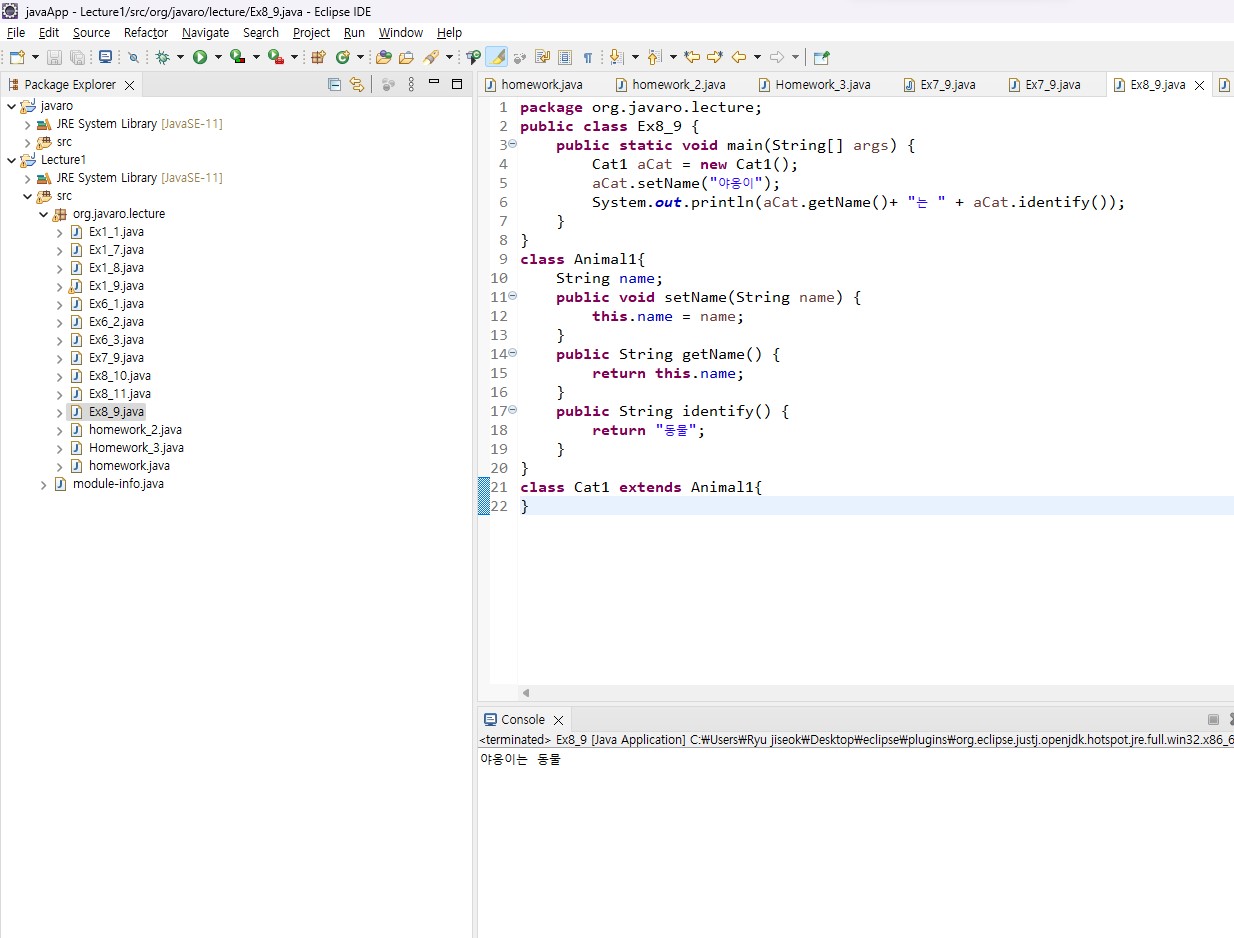 javaApp - Lecture1/src/org/javaro/lecture/Ex8_9.java - Eclipse IDE
File Edit Source Refactor Navigate Search Project Run Window Help
Package Explorer
javaro
JRE System Library [JavaSE-11]
src
Lecture1
JRE System Library [JavaSE-11]
src
org.javaro.lecture
Ex1_1.java
Ex1_7.java
Ex1_8.java
Ex1_9.java
Ex6_1.java
Ex6_2.java
Ex6_3.java
Ex7_9.java
Ex8_10.java
Ex8_11.java
Ex8_9.java
homework_2.java
Homework_3.java
homework.java
module-info.java
homework.java homework_2.java Homework_3.java Ex7_9.java Ex7_9.java Ex8_9.java
1 package org.javaro.lecture;
2 public class Ex8_9 {
3 public static void main(String[] args) {
4 Cat1 aCat = new Cat1();
5 aCat.setName("야옹이");
6 System.out.println(aCat.getName()+ "는 " + aCat.identify());
7 }
8 }
9 class Animal1{
10 String name;
11 public void setName(String name) {
12 this.name = name;
13 }
14 public String getName() {
15 return this.name;
16 }
17 public String identify() {
18 return "동물";
19 }
20 }
21 class Cat1 extends Animal1{
22 }
Console
<terminated> Ex8_9 [Java Application] C:₩Users₩Ryu jiseok₩Desktop₩eclipse₩plugins₩org.eclipse.justj.openjdk.hotspot.jre.full.win32.x86_6
야옹이는 동물